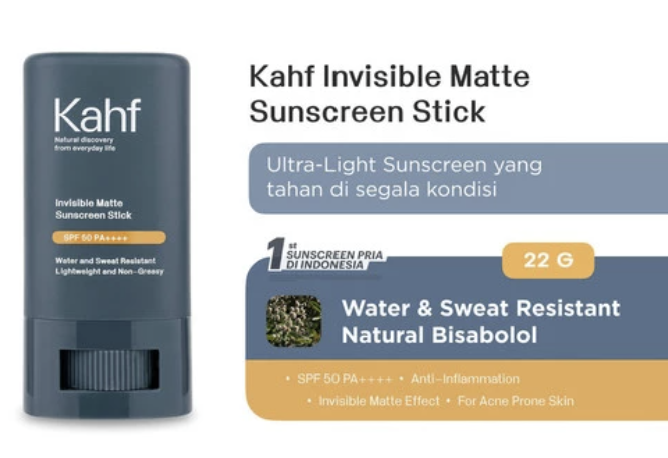 Kahf
Natural discovery
from everyday life
Invisible Matte
Sunscreen Stick
SPF 50 PA++++
Water and Sweat Resistant
Lightweight and Non-Greasy
Kahf Invisible Matte
Sunscreen Stick
Ultra-Light Sunscreen yang
tahan di segala kondisi
1st
SUNSCREEN PRIA
DI INDONESIA
22 G
Water & Sweat Resistant
Natural Bisabolol
• SPF 50 PA++++ • Anti-Inflammation
• Invisible Matte Effect • For Acne Prone Skin